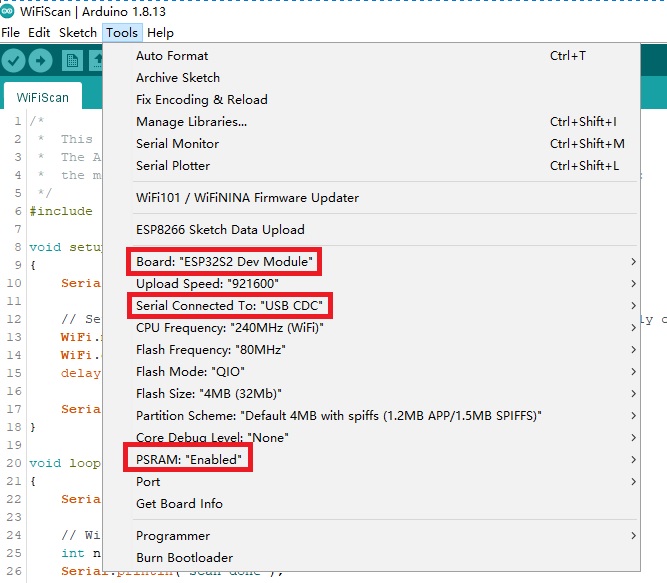 WiFiScan | Arduino 1.8.13
File Edit Sketch Tools Help
Auto Format Ctrl+T
Archive Sketch
Fix Encoding & Reload
Manage Libraries... Ctrl+Shift+I
Serial Monitor Ctrl+Shift+M
Serial Plotter Ctrl+Shift+L
WiFi101 / WiFiNINA Firmware Updater
ESP8266 Sketch Data Upload
Board: "ESP32S2 Dev Module"
Upload Speed: "921600"
Serial Connected To: "USB CDC"
CPU Frequency: "240MHz (WiFi)"
Flash Frequency: "80MHz"
Flash Mode: "QIO"
Flash Size: "4MB (32Mb)"
Partition Scheme: "Default 4MB with spiffs (1.2MB APP/1.5MB SPIFFS)"
Core Debug Level: "None"
PSRAM: "Enabled"
Port
Get Board Info
Programmer
Burn Bootloader
WiFiScan
1 /*
2 * This
3 * The A
4 * the m
5 */
6 #include
7
8 void setu
9 {
10 Seria
11
12 // Se ly c
13 WiFi.
14 WiFi.
15 delay
16
17 Seria
18 }
19
20 void loop
21 {
22 Seria
23
24 // Wi
25 int n
26 Serial.println("scan done");